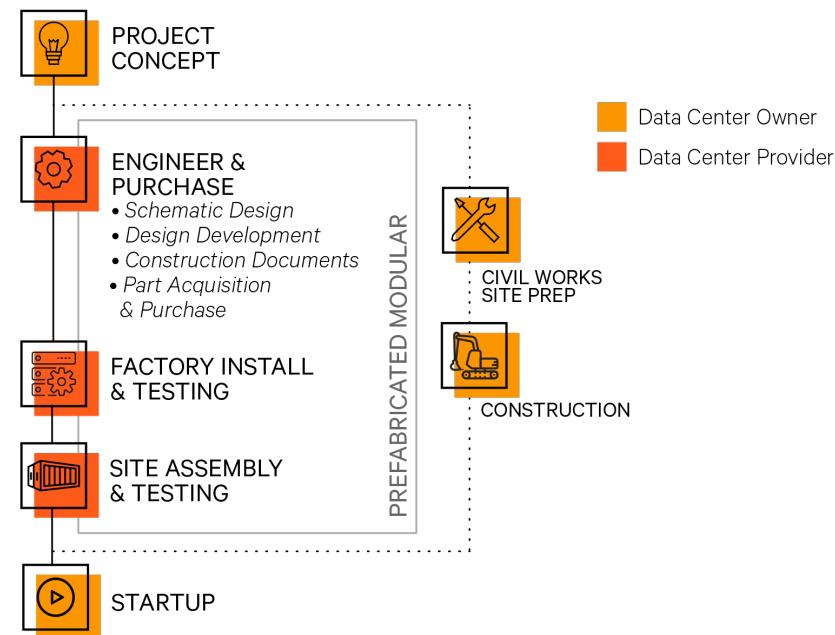 PROJECT
CONCEPT
Data Center Owner
Data Center Provider
ENGINEER &
PURCHASE
• Schematic Design
• Design Development
• Construction Documents
• Part Acquisition
& Purchase
PREFABRICATED MODULAR
CIVIL WORKS
SITE PREP
FACTORY INSTALL
& TESTING
CONSTRUCTION
SITE ASSEMBLY
& TESTING
STARTUP